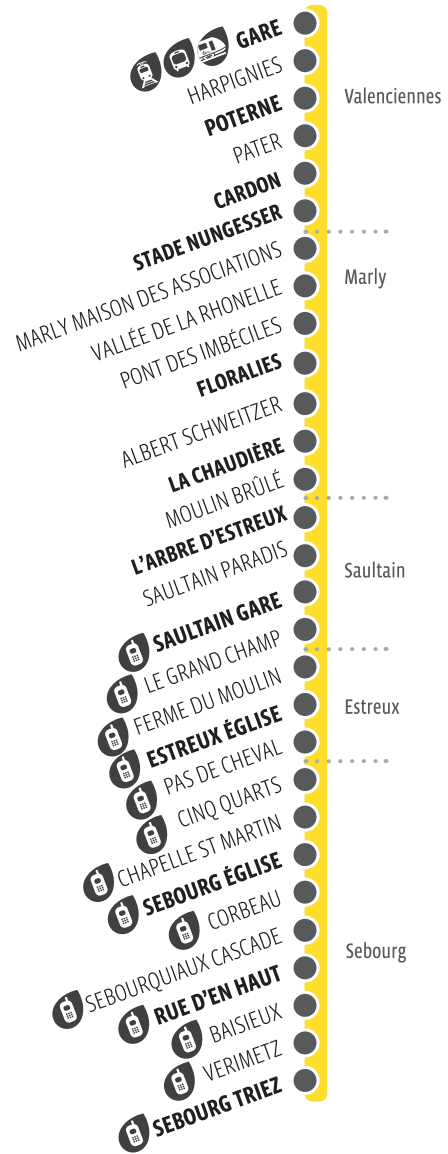 GARE
HARPIGNIES
POTERNE
Valenciennes
PATER
CARDON
STADE NUNGESSER
MARLY MAISON DES ASSOCIATIONS
Marly
VALLÉE DE LA RHONELLE
PONT DES IMBÉCILES
FLORALIES
ALBERT SCHWEITZER
LA CHAUDIÈRE
MOULIN BRÛLÉ
L'ARBRE D'ESTREUX
SAULTAIN PARADIS
Saultain
SAULTAIN GARE
LE GRAND CHAMP
FERME DU MOULIN
Estreux
ESTREUX ÉGLISE
PAS DE CHEVAL
CINQ QUARTS
CHAPELLE ST MARTIN
SEBOURG ÉGLISE
CORBEAU
SEBOURQUIAUX CASCADE
Sebourg
RUE D'EN HAUT
BAISIEUX
VERIMETZ
SEBOURG TRIEZ